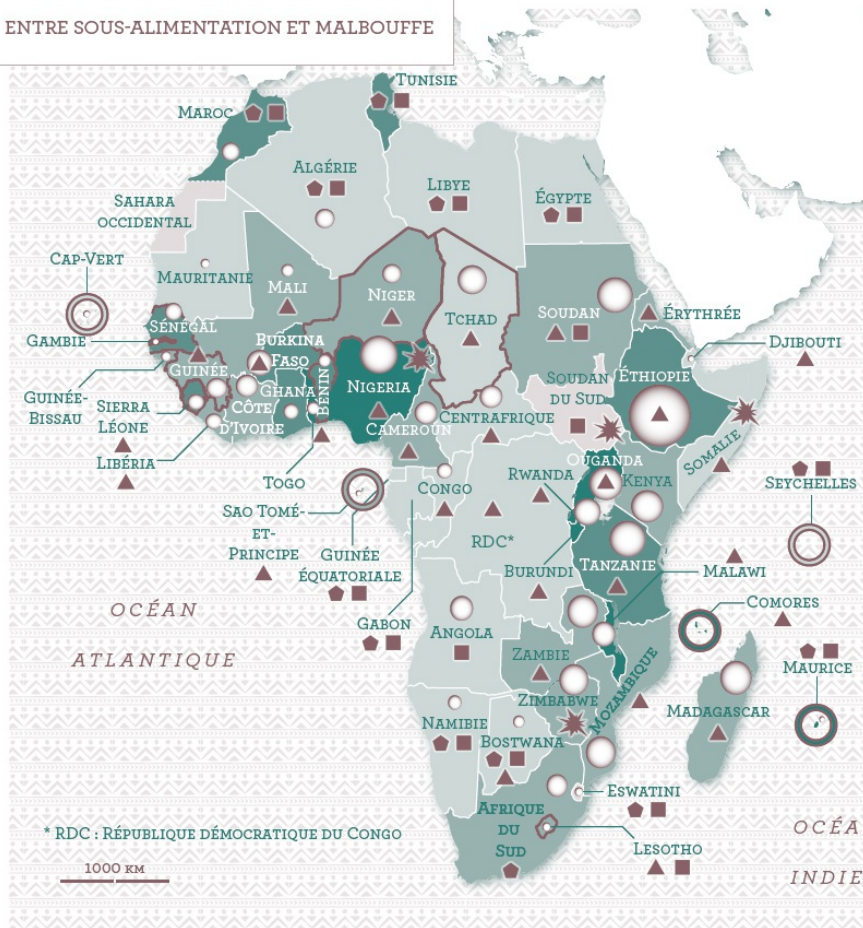 ENTRE SOUS-ALIMENTATION ET MALBOUFFE
TUNISIE
MAROC
ALGÉRIE
LIBYE
ÉGYPTE
SAHARA
OCCIDENTAL
CAP-VERT
MAURITANIE
MALI
NIGER
TCHAD
SOUDAN
ÉRYTHRÉE
SÉNÉGAL
GAMBIE
BURKINA
FASO
DJIBOUTI
GUINÉE
GUINÉE-
BISSAU
SIERRA
LÉONE
CÔTE
D'IVOIRE
GHANA
BÉNIN
NIGERIA
SOUDAN
DU SUD
ÉTHIOPIE
CAMEROUN
CENTRAFRIQUE
SOMALIE
LIBÉRIA
TOGO
OUGANDA
KENYA
RWANDA
CONGO
SEYCHELLES
SAO TOMÉ-
ET-
PRINCIPE
GUINÉE
ÉQUATORIALE
RDC*
BURUNDI
TANZANIE
MALAWI
GABON
COMORES
OCÉAN
ATLANTIQUE
ANGOLA
ZAMBIE
MAURICE
ZIMBABWE
MOZAMBIQUE
MADAGASCAR
NAMIBIE
BOSTWANA
ESWATINI
AFRIQUE
DU
SUD
LESOTHO
* RDC : RÉPUBLIQUE DÉMOCRATIQUE DU CONGO
1000 KM
OCÉA
INDIE